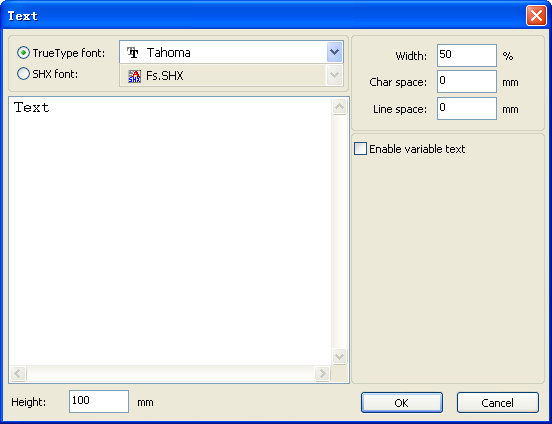 Text
TrueType font: Tahoma
SHX font: Fs.SHX
Width: 50 %
Char space: 0 mm
Line space: 0 mm
Text
Enable variable text
Height: 100 mm
OK Cancel